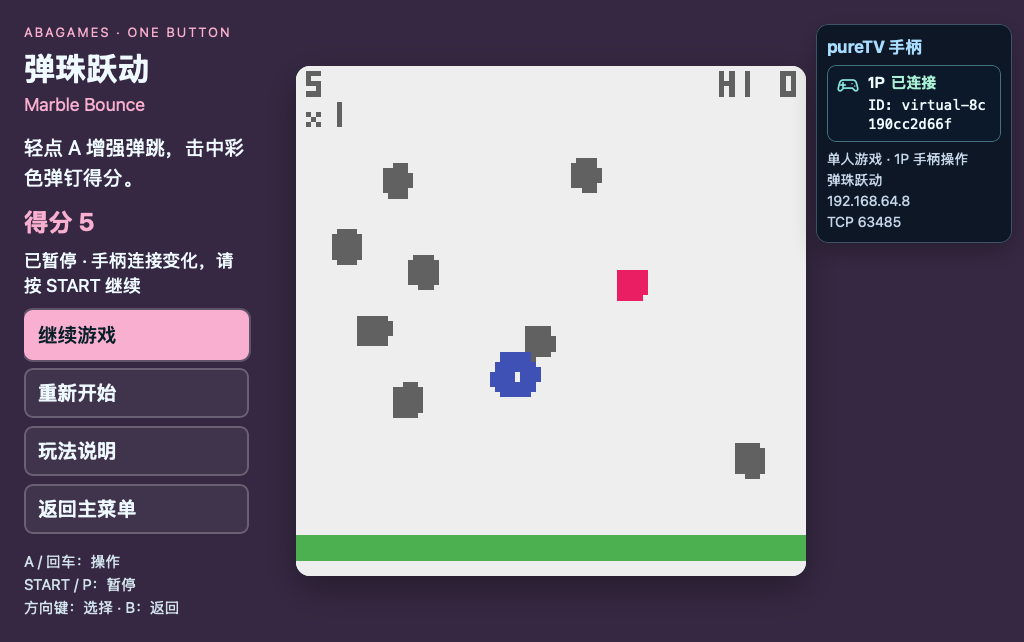 ABAGAMES · ONE BUTTON
弹珠跃动
Marble Bounce
轻点 A 增强弹跳，击中彩
色弹钉得分。
得分 5
已暂停 · 手柄连接变化，请
按 START 继续
继续游戏
重新开始
玩法说明
返回主菜单
A / 回车：操作
START / P：暂停
方向键：选择 · B：返回
5
HI 0
x1
pureTV 手柄
1P 已连接
ID: virtual-8c
190cc2d66f
单人游戏 · 1P 手柄操作
弹珠跃动
192.168.64.8
TCP 63485